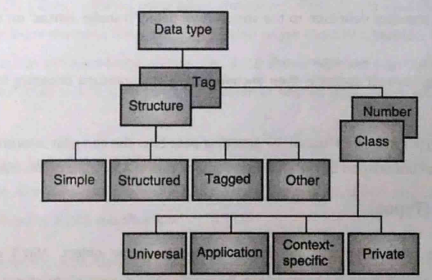 Data type
Tag
Structure
Number
Class
Simple Structured Tagged Other
Universal Application Context-
specific Private